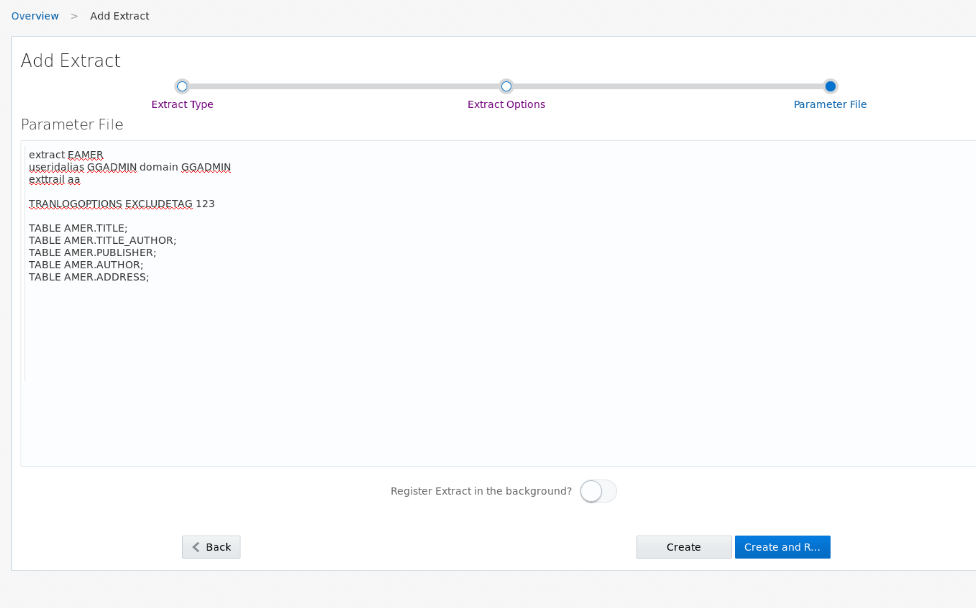 Overview > Add Extract
Add Extract
Extract Type
Extract Options
Parameter File
Parameter File
extract EAMER
useridalias GGADMIN domain GGADMIN
exttrail aa
TRANLOGOPTIONS EXCLUDETAG 123
TABLE AMER.TITLE;
TABLE AMER.TITLE_AUTHOR;
TABLE AMER.PUBLISHER;
TABLE AMER.AUTHOR;
TABLE AMER.ADDRESS;
Register Extract in the background?
Back
Create
Create and R...